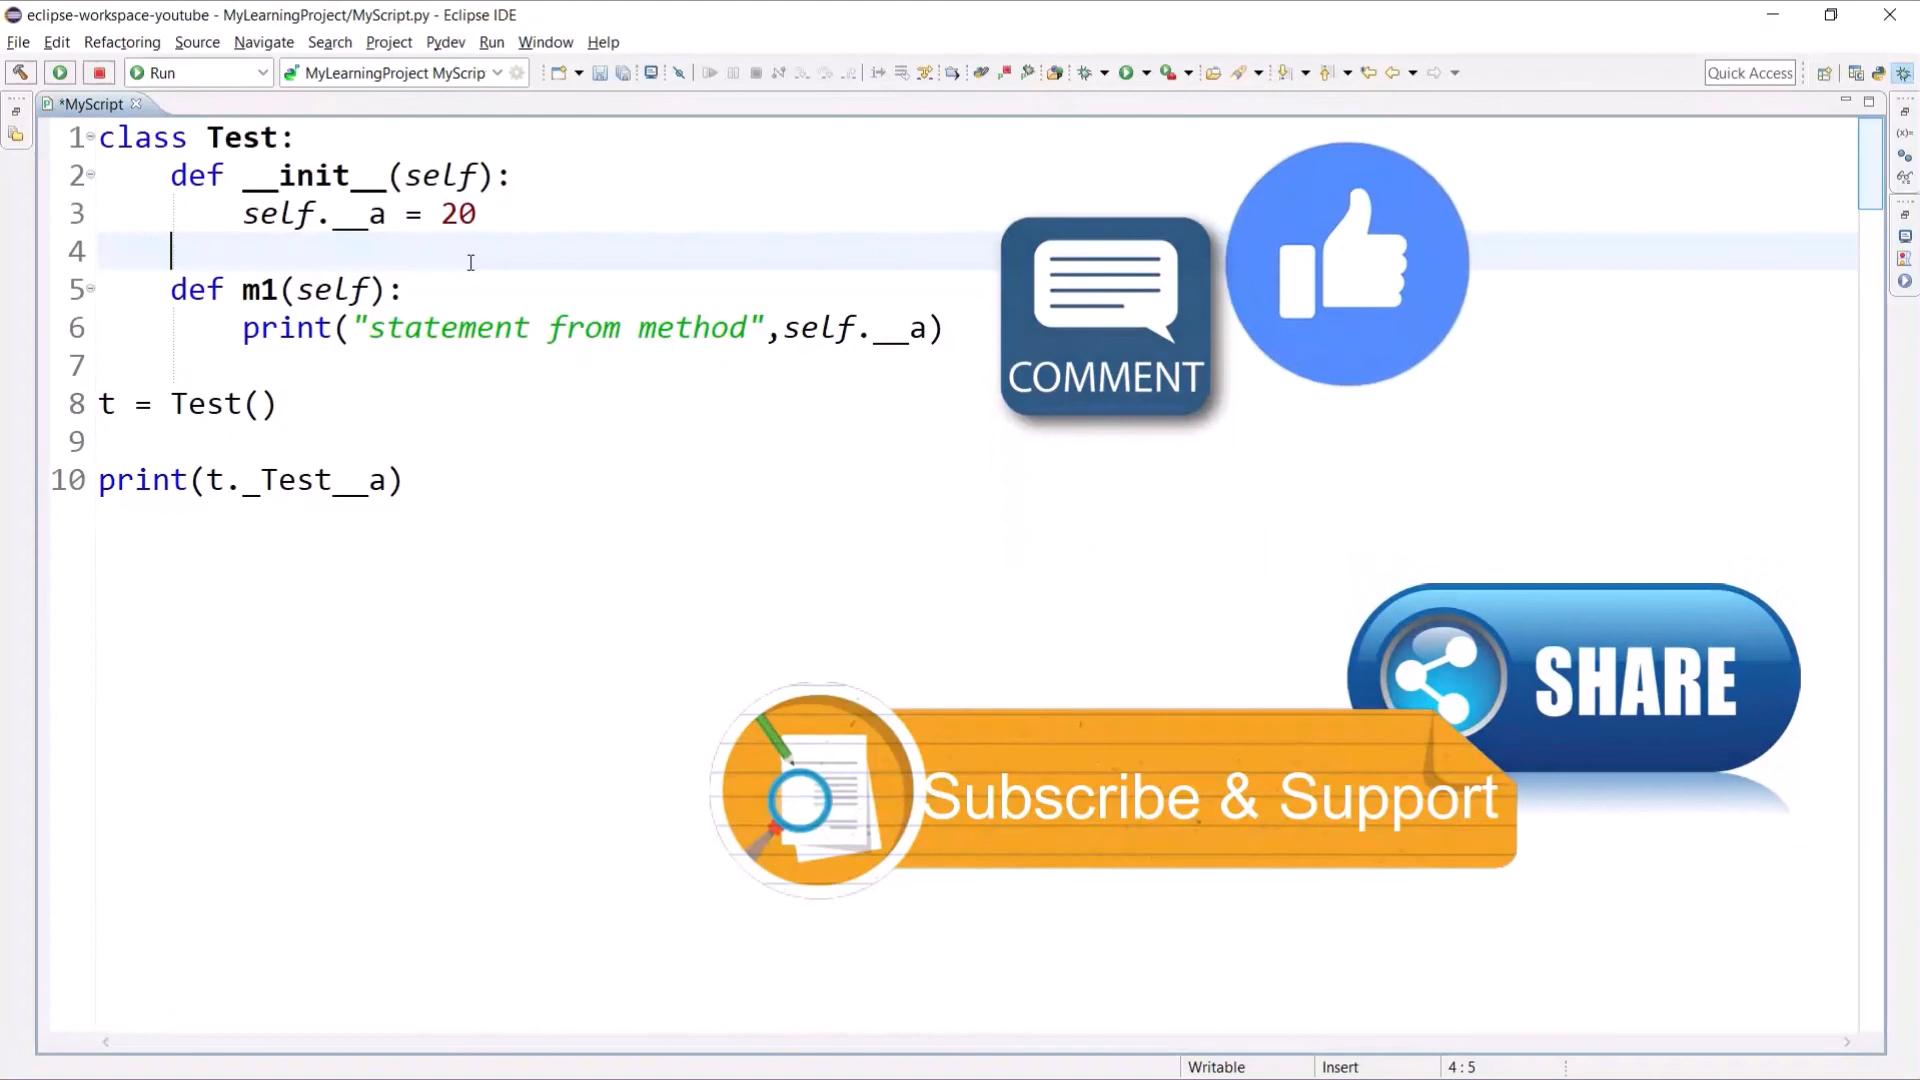 eclipse-workspace-youtube - MyLearningProject/MyScript.py - Eclipse IDE
File Edit Refactoring Source Navigate Search Project Pydev Run Window Help
Run MyLearningProject MyScrip Quick Access
*MyScript
1 class Test:
2 def __init__(self):
3 self.__a = 20
4
5 def m1(self):
6 print("statement from method",self.__a)
7
8 t = Test()
9
10 print(t._Test__a)
COMMENT
SHARE
Subscribe & Support
Writable Insert 4:5